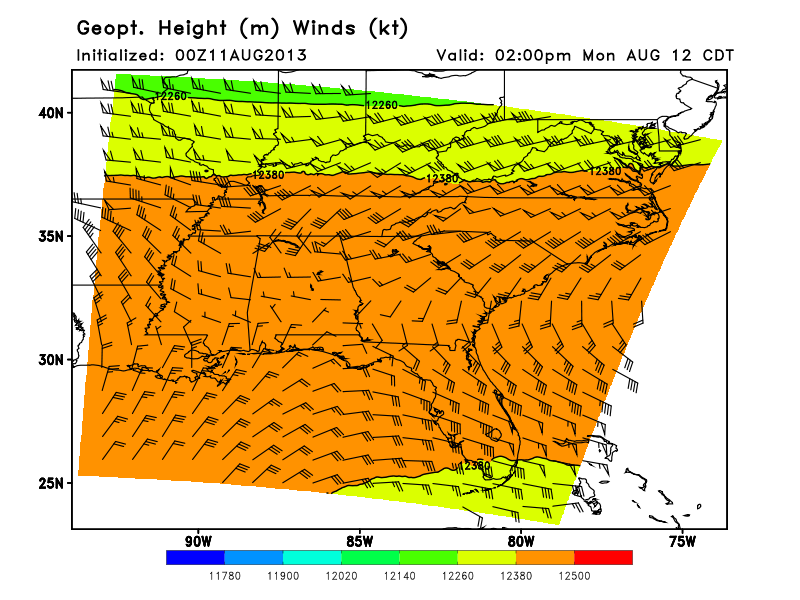 Geopt. Height (m) Winds (kt)
Initialized: 00Z11AUG2013 Valid: 02:00pm Mon AUG 12 CDT
40N
12260
12260
12380
12380
12380
35N
30N
12380
25N
90W 85W 80W 75W
11780 11900 12020 12140 12260 12380 12500